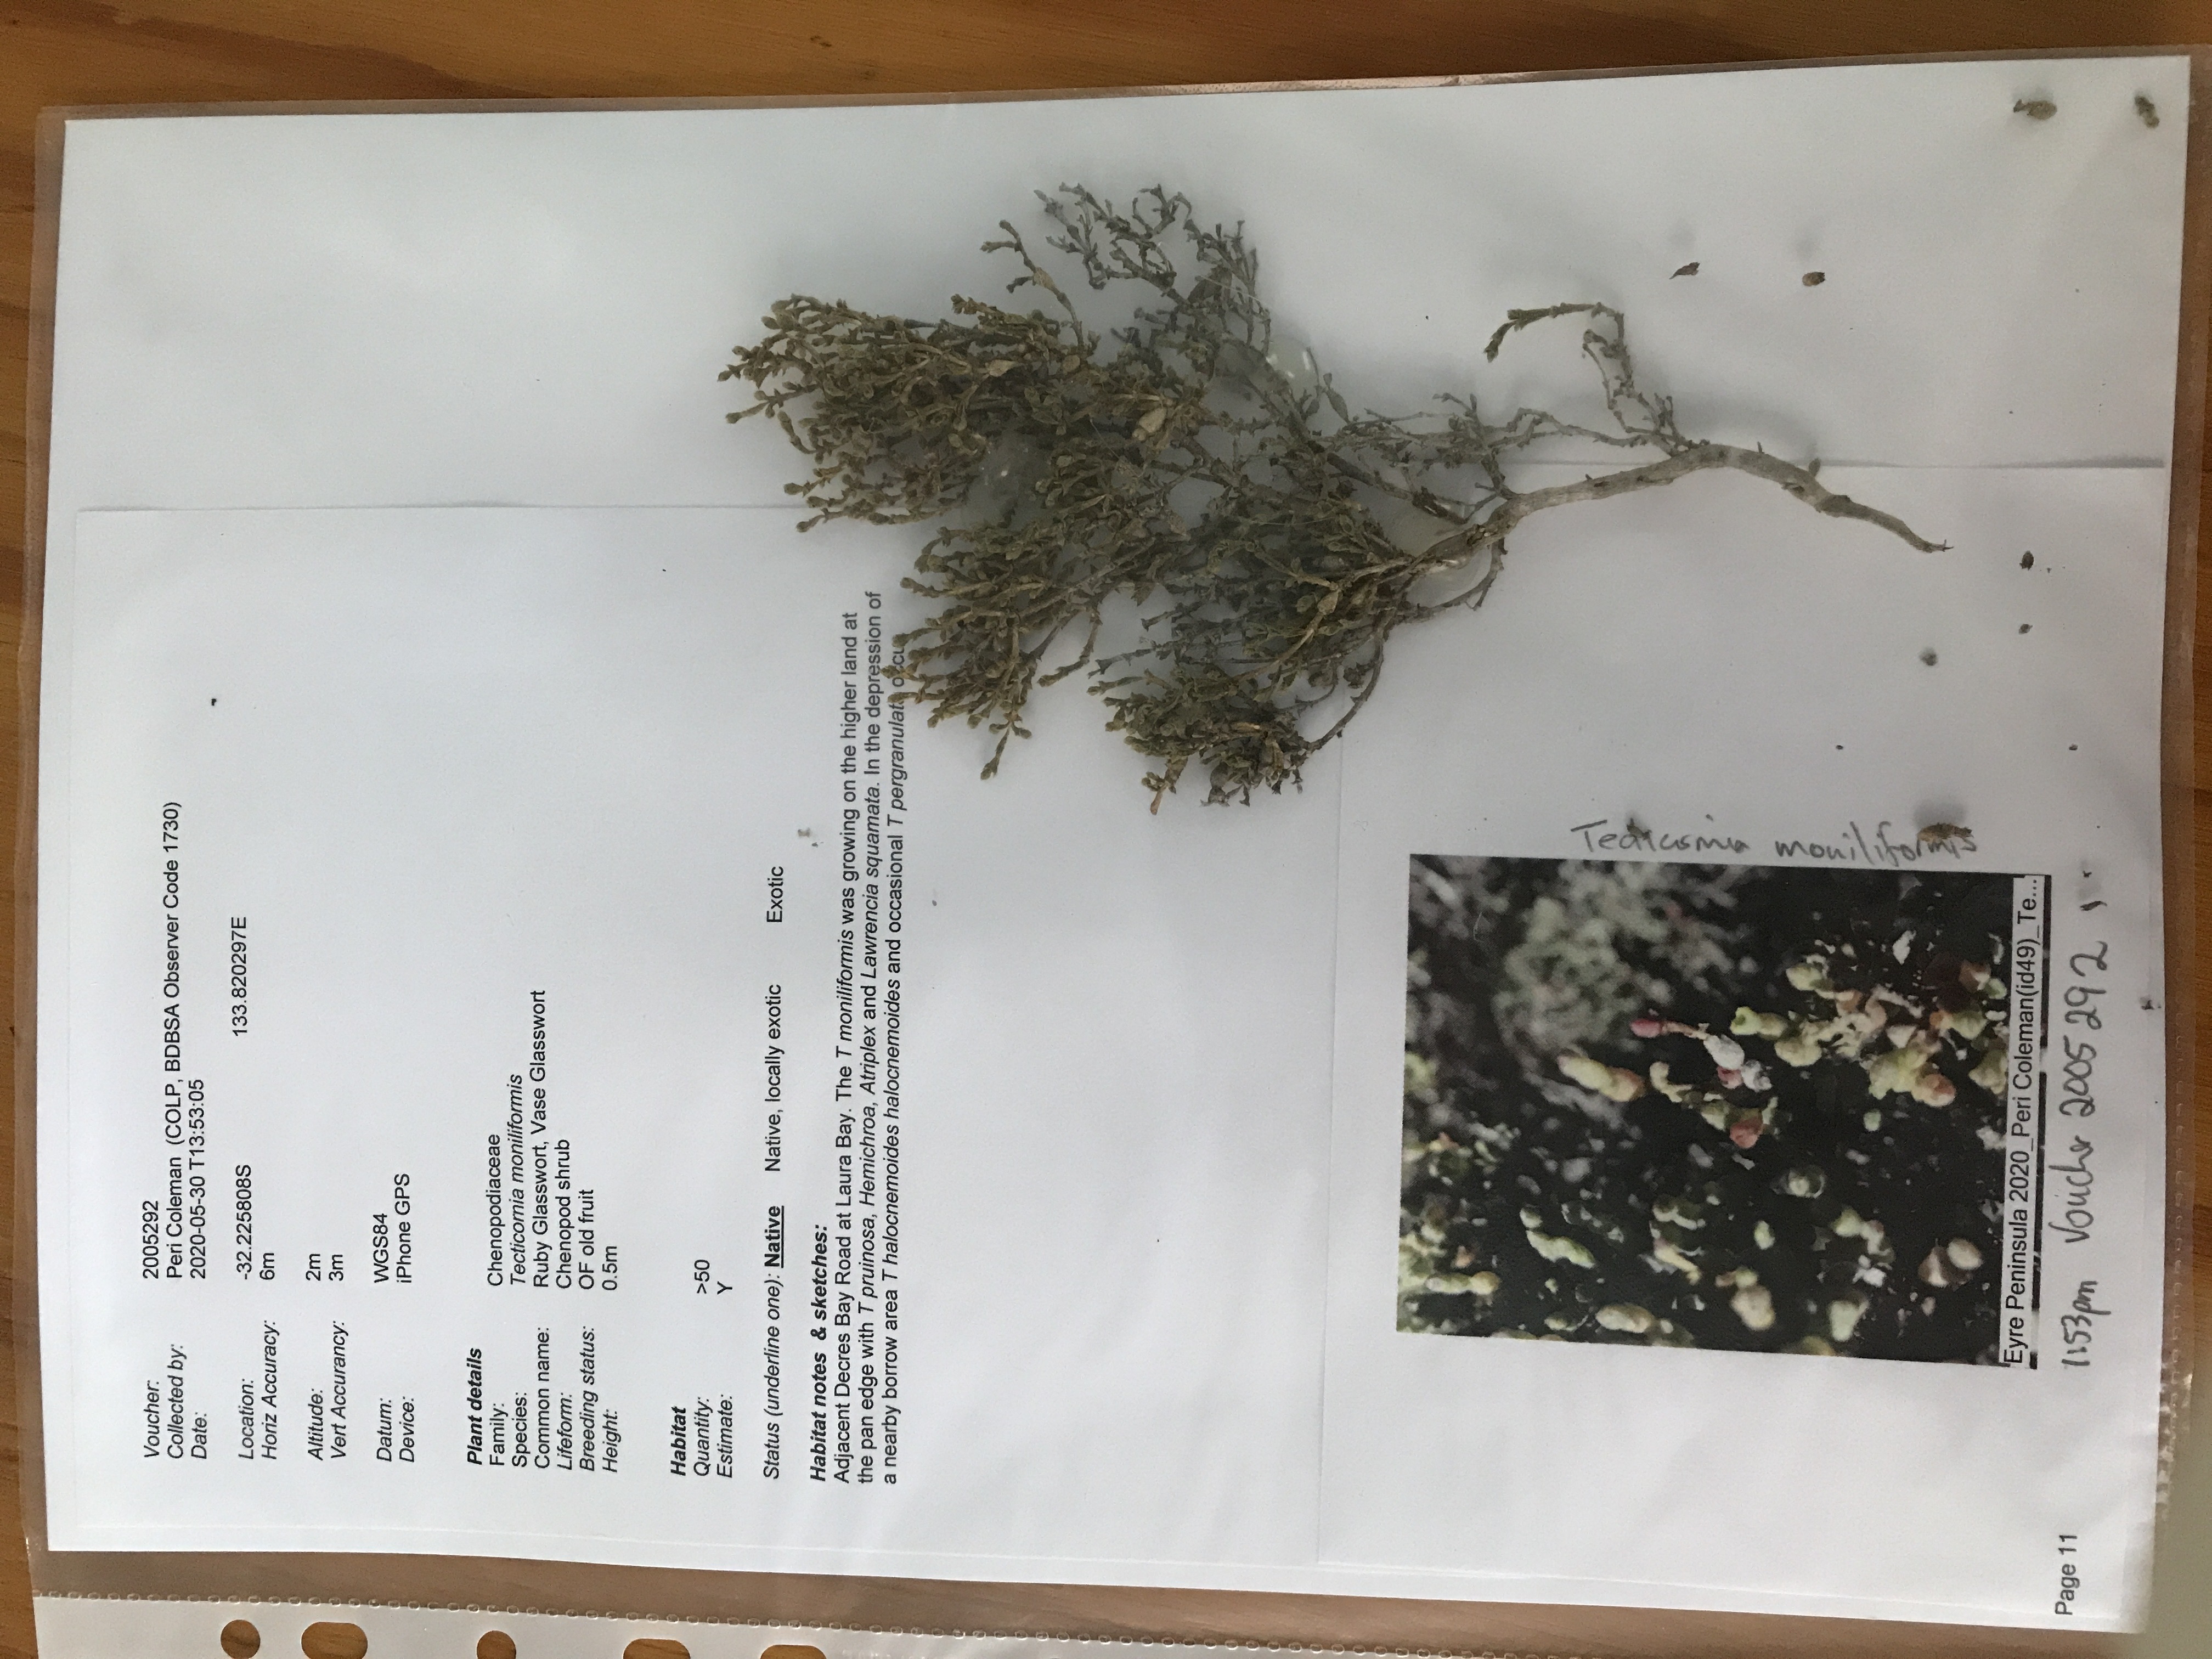 Voucher: 2005292
Collected by: Peri Coleman (COLP, BDBSA Observer Code 1730)
Date: 2020-05-30 T13:53:05
Location: -32.225808S 133.820297E
Horiz Accuracy: 6m
Altitude: 2m
Vert Accurancy: 3m
Datum: WGS84
Device: iPhone GPS
Plant details
Family: Chenopodiaceae
Species: Tecticornia moniliformis
Common name: Ruby Glasswort, Vase Glasswort
Lifeform: Chenopod shrub
Breeding status: OF old fruit
Height: 0.5m
Habitat
Quantity: >50
Estimate: Y
Status (underline one): Native Native, locally exotic Exotic
Habitat notes & sketches:
Adjacent Decres Bay Road at Laura Bay. The T moniliformis was growing on the higher land at
the pan edge with T pruinosa, Hemichroa, Atriplex and Lawrencia squamata. In the depression of
a nearby borrow area T halocnemoides halocnemoides and occasional T pergranulata occur
moniliformis
Eyre Peninsula 2020_Peri Coleman(id49)_Te...
1:53pm Voucher 2005292
Page 11